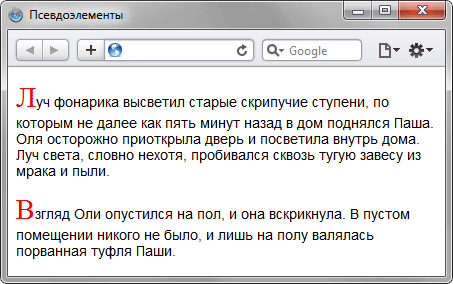 Псевдоэлементы
Google
Луч фонарика высветил старые скрипучие ступени, по
которым не далее как пять минут назад в дом поднялся Паша.
Оля осторожно приоткрыла дверь и посветила внутрь дома.
Луч света, словно нехотя, пробивался сквозь тугую завесу из
мрака и пыли.
Взгляд Оли опустился на пол, и она вскрикнула. В пустом
помещении никого не было, и лишь на полу валялась
порванная туфля Паши.